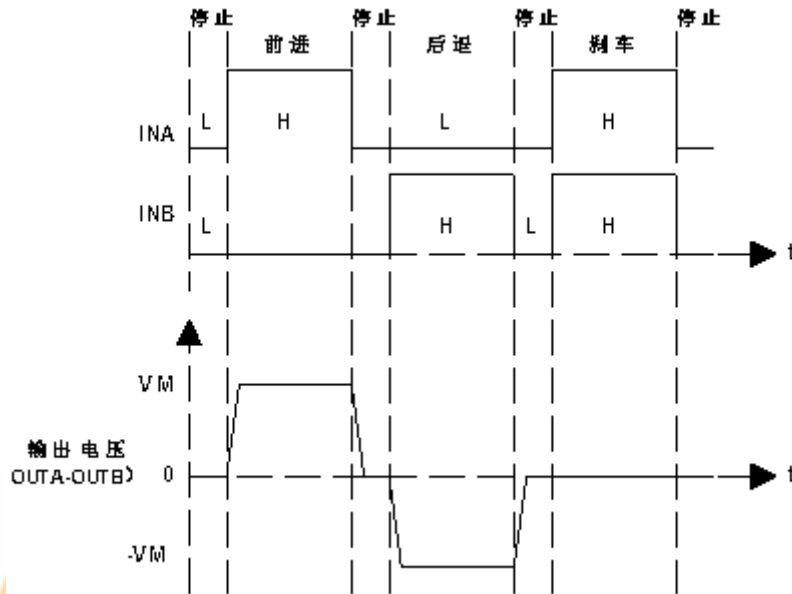 停止 停止 停止 停止
前进 后退 刹车
L H L H
INA
INB
L H L H
t
VM
输出电压
OUTA-OUTB) 0
t
-VM